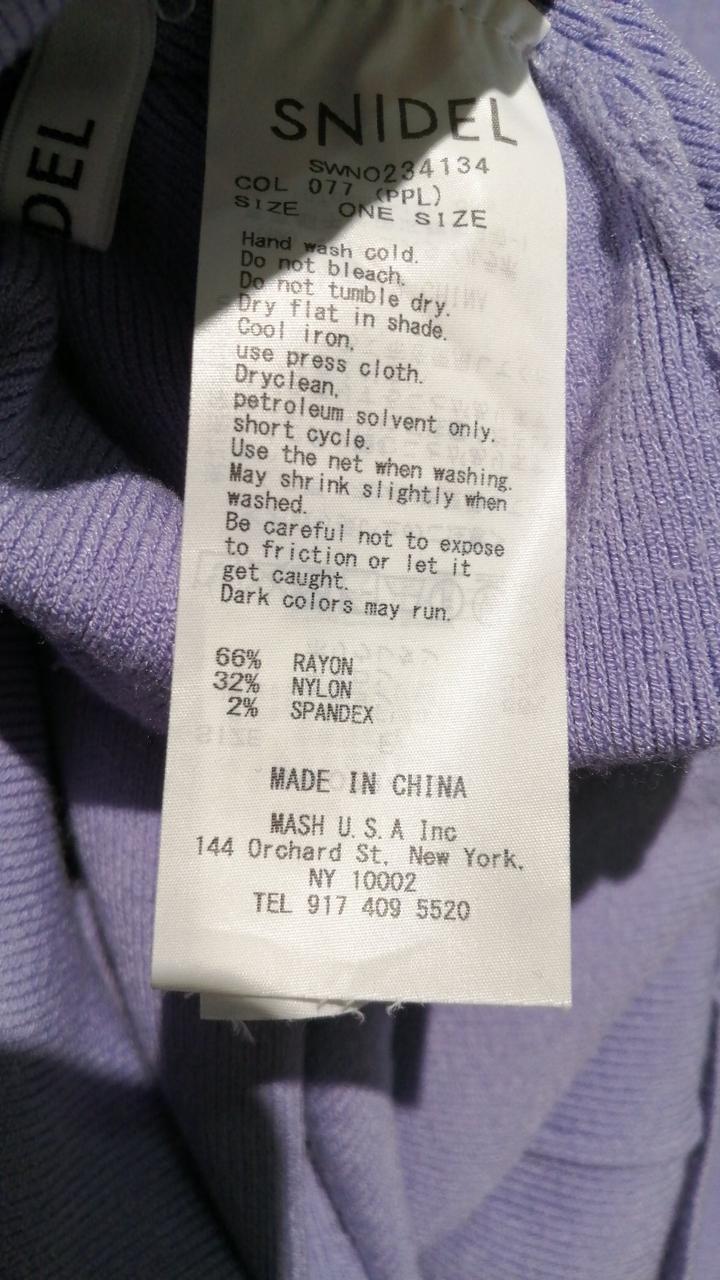 DEL
SNIDEL
SWNO234134
COL 077 (PPL)
SIZE ONE SIZE
Hand wash cold.
Do not bleach.
Do not tumble dry.
Dry flat in shade.
Cool iron,
use press cloth.
Dryclean,
petroleum solvent only.
short cycle.
Use the net when washing.
May shrink slightly when
washed.
Be careful not to expose
to friction or let it
get caught.
Dark colors may run.
66% RAYON
32% NYLON
2% SPANDEX
MADE IN CHINA
MASH U.S.A Inc
144 Orchard St, New York,
NY 10002
TEL 917 409 5520